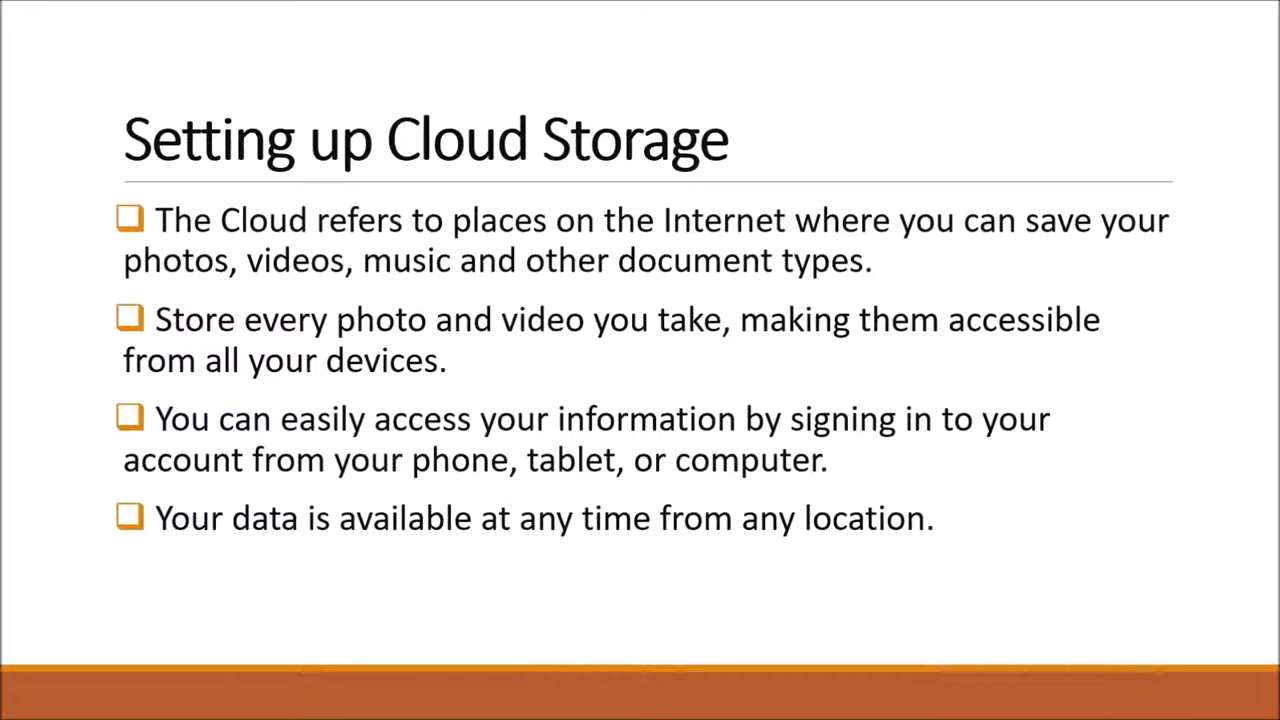 Setting up Cloud Storage
The Cloud refers to places on the Internet where you can save your
photos, videos, music and other document types.
Store every photo and video you take, making them accessible
from all your devices.
You can easily access your information by signing in to your
account from your phone, tablet, or computer.
Your data is available at any time from any location.